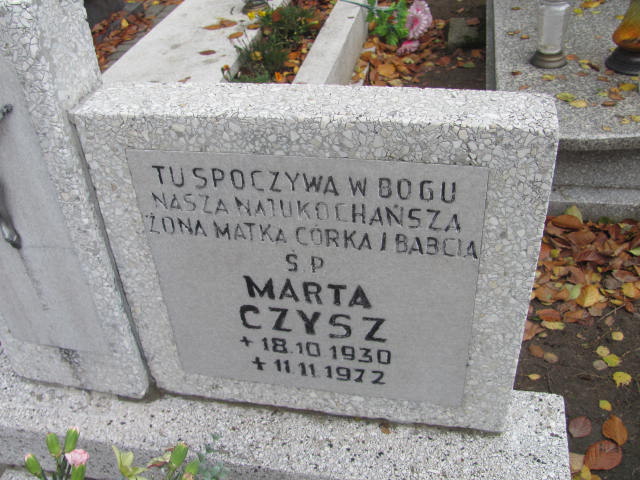 TU SPOCZYWA W BOGU
NASZA NAJUKOCHAŃSZA
ŻONA MATKA CÓRKA I BABCIA
Ś.P
MARTA
CZYSZ
+ 18.10 1930
+ 11.11.1972